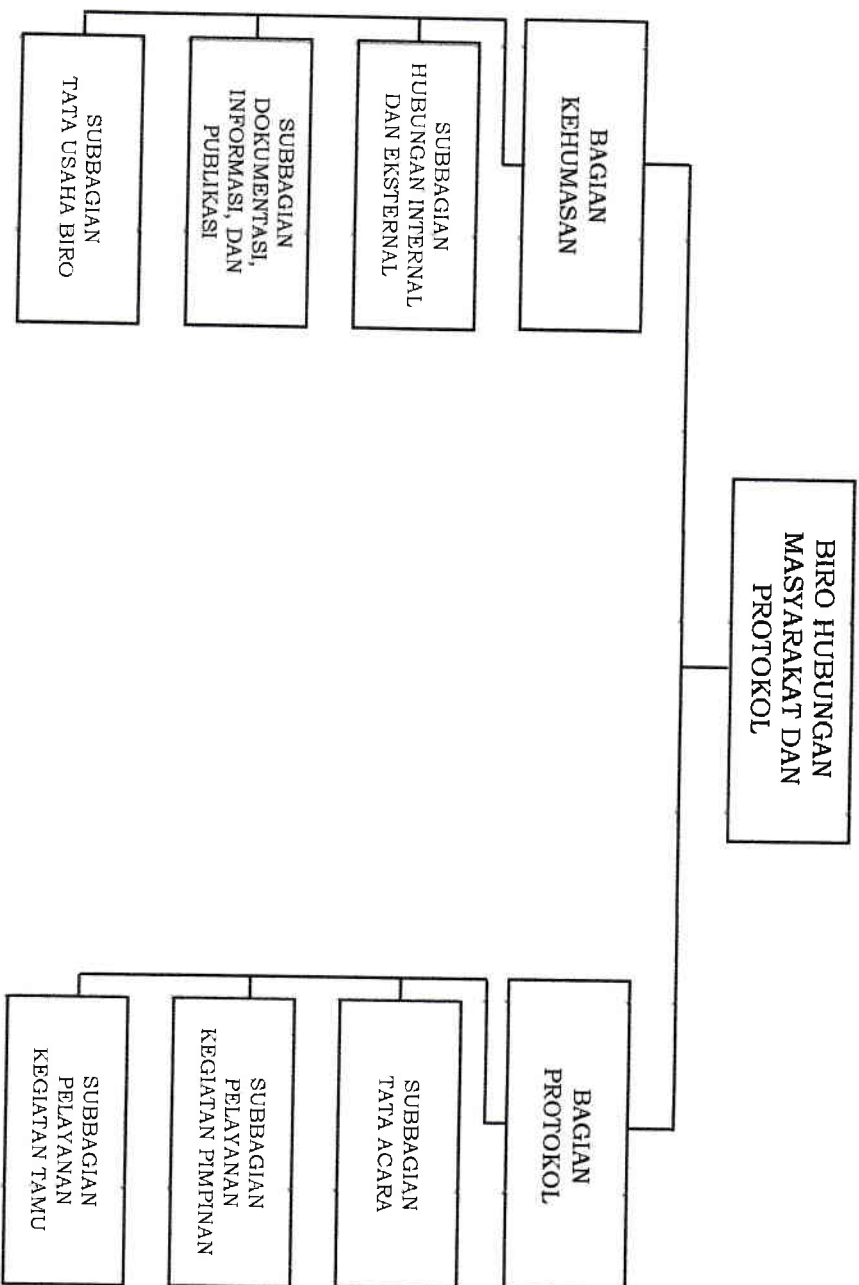 BIRO HUBUNGAN
MASYARAKAT DAN
PROTOKOL
BAGIAN
KEHUMASAN
SUBBAGIAN
HUBUNGAN INTERNAL
DAN EKSTERNAL
SUBBAGIAN
DOKUMENTASI,
INFORMASI, DAN
PUBLIKASI
SUBBAGIAN
TATA USAHA BIRO
BAGIAN
PROTOKOL
SUBBAGIAN
TATA ACARA
SUBBAGIAN
PELAYANAN
KEGIATAN PIMPINAN
SUBBAGIAN
PELAYANAN
KEGIATAN TAMU